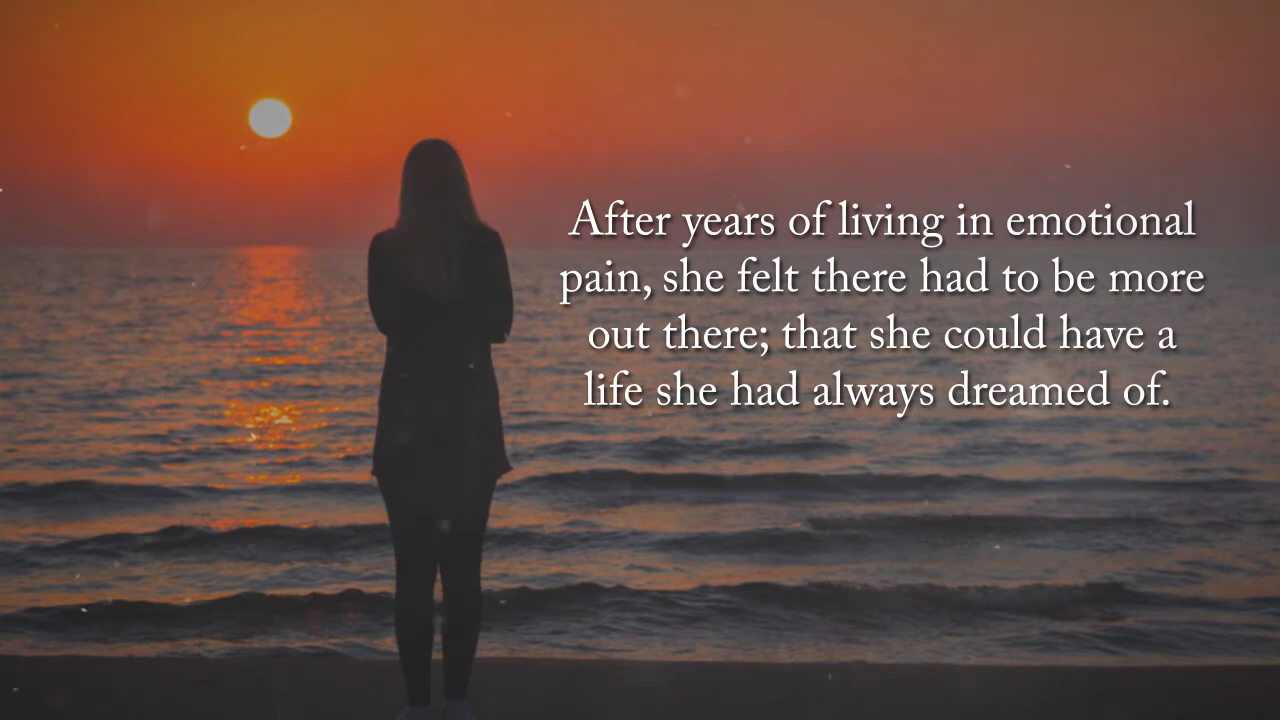 After years of living in emotional
pain, she felt there had to be more
out there; that she could have a
life she had always dreamed of.